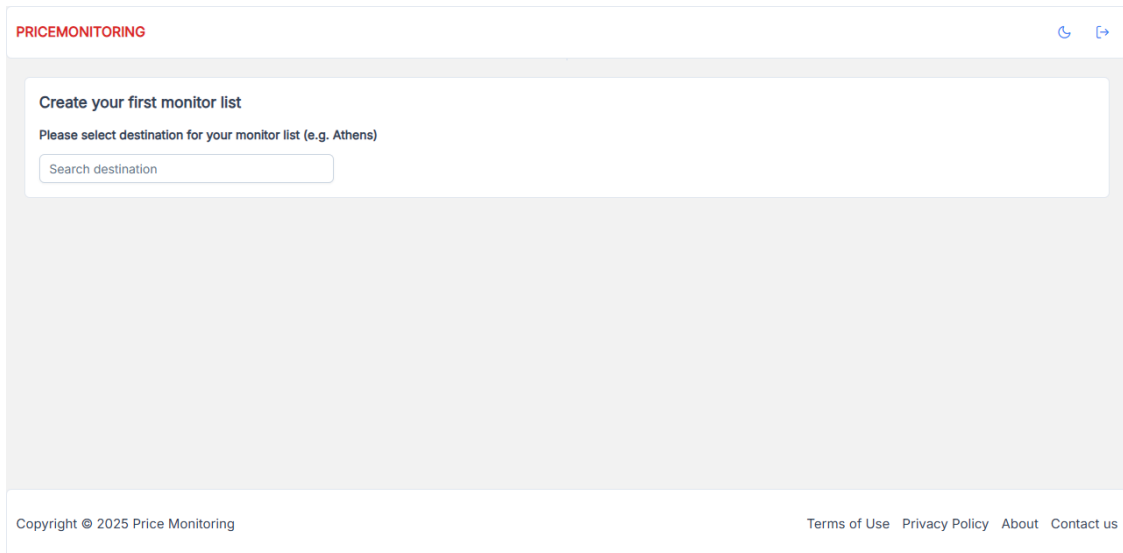 PRICEMONITORING
Create your first monitor list
Please select destination for your monitor list (e.g. Athens)
Search destination
Copyright © 2025 Price Monitoring
Terms of Use Privacy Policy About Contact us